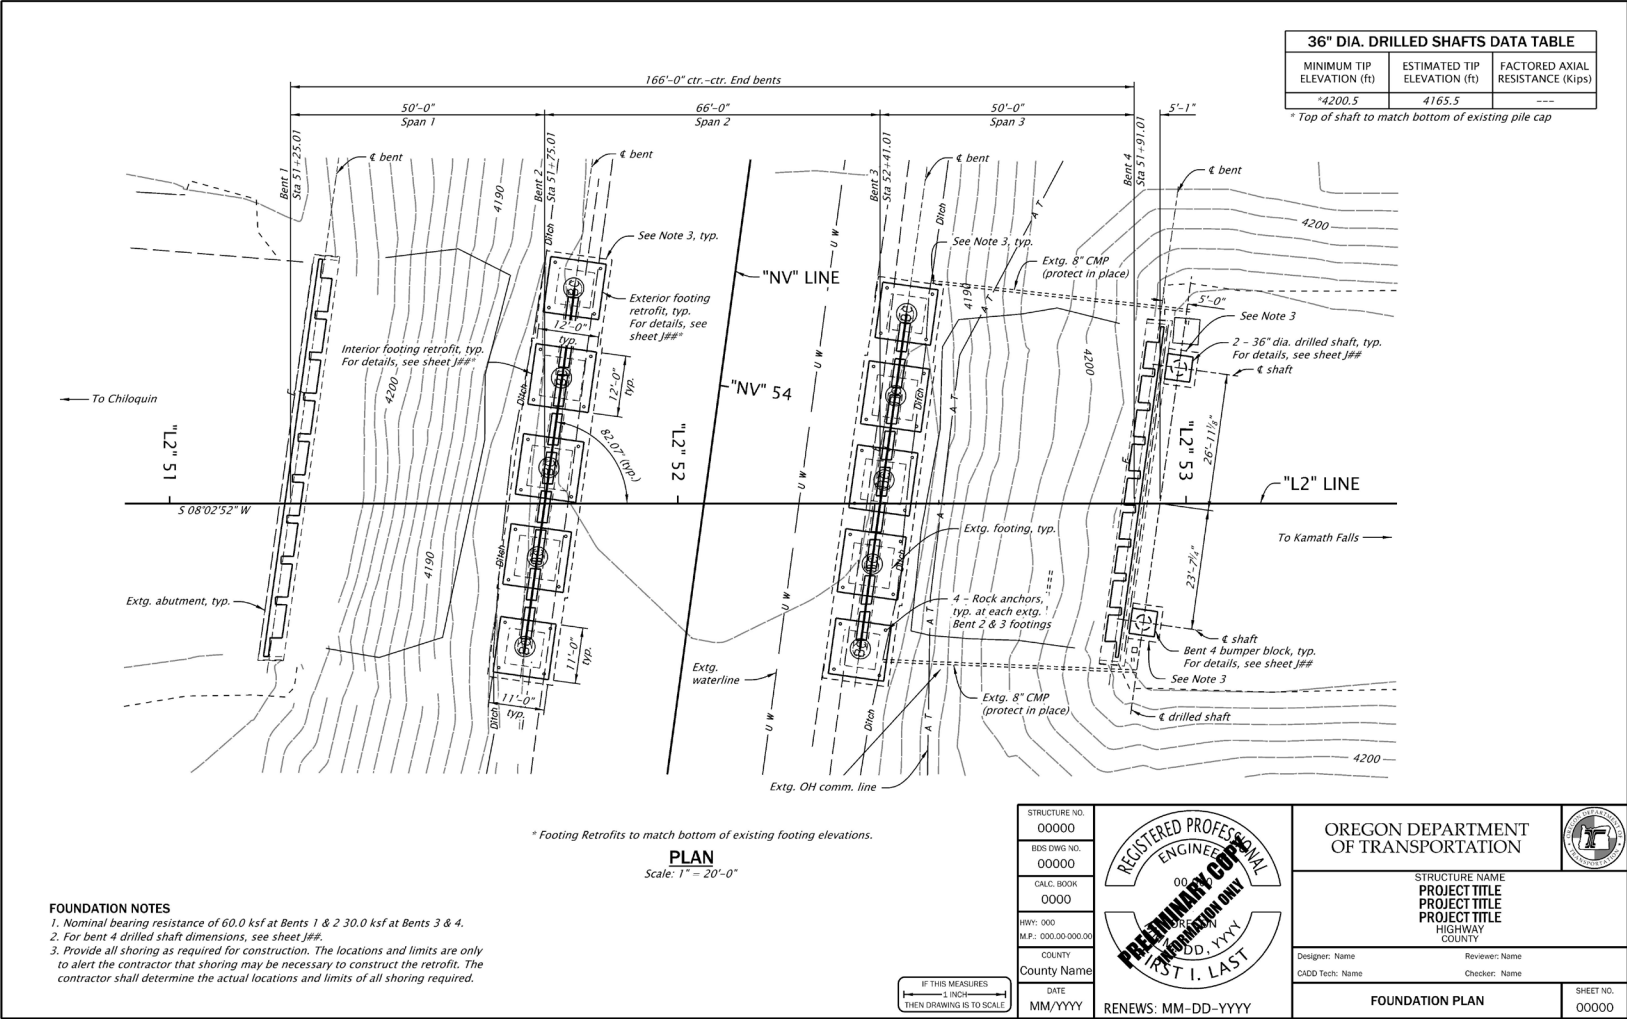 36" DIA. DRILLED SHAFTS DATA TABLE
MINIMUM TIP ELEVATION (ft)
ESTIMATED TIP ELEVATION (ft)
FACTORED AXIAL RESISTANCE (Kips)
*4200.5
4165.5
---
* Top of shaft to match bottom of existing pile cap
166'-0" ctr.-ctr. End bents
50'-0"
Span 1
66'-0"
Span 2
50'-0"
Span 3
5'-1"
Bent 1
Sta 51+25.01
Bent 2
Sta 51+75.01
Bent 3
Sta 52+41.01
Bent 4
Sta 51+91.01
℄ bent
℄ bent
℄ bent
℄ bent
4190
4200
Ditch
Ditch
See Note 3, typ.
See Note 3, typ.
"NV" LINE
U W
A T
Extg. 8" CMP
(protect in place)
4190
A T
5'-0"
See Note 3
Exterior footing
retrofit, typ.
For details, see
sheet J##*
12'-0"
typ.
Interior footing retrofit, typ.
For details, see sheet J##*
2 - 36" dia. drilled shaft, typ.
For details, see sheet J##
℄ shaft
U W
4200
4200
12'-0"
typ.
"NV" 54
Ditch
Ditch
A T
To Chiloquin
"L2" 51
"L2" 52
"L2" 53
82.07° (typ.)
26'-11⅛"
U W
"L2" LINE
S 08°02'52" W
A
Extg. footing, typ.
To Kamath Falls
Ditch
Ditch
4190
23'-7¼"
Extg. abutment, typ.
U W
A T
4 - Rock anchors,
typ. at each extg.
Bent 2 & 3 footings
℄ shaft
Bent 4 bumper block, typ.
For details, see sheet J##
See Note 3
11'-0"
typ.
Extg.
waterline
11'-0"
typ.
Ditch
U W
Ditch
A T
Extg. 8" CMP
(protect in place)
℄ drilled shaft
4200
Extg. OH comm. line
* Footing Retrofits to match bottom of existing footing elevations.
PLAN
Scale: 1" = 20'-0"
FOUNDATION NOTES
1. Nominal bearing resistance of 60.0 ksf at Bents 1 & 2 30.0 ksf at Bents 3 & 4.
2. For bent 4 drilled shaft dimensions, see sheet J##.
3. Provide all shoring as required for construction. The locations and limits are only
to alert the contractor that shoring may be necessary to construct the retrofit. The
contractor shall determine the actual locations and limits of all shoring required.
IF THIS MEASURES
1 INCH
THEN DRAWING IS TO SCALE
STRUCTURE NO.
00000
BDS DWG NO.
00000
CALC. BOOK
0000
HWY: 000
M.P.: 000.00-000.00
COUNTY
County Name
DATE
MM/YYYY
REGISTERED PROFESSIONAL
ENGINEER
PRELIMINARY COPY
INFORMATION ONLY
RENEWS: MM-DD-YYYY
OREGON DEPARTMENT
OF TRANSPORTATION
OREGON DEPARTMENT OF TRANSPORTATION
STRUCTURE NAME
PROJECT TITLE
PROJECT TITLE
PROJECT TITLE
HIGHWAY
COUNTY
Designer: Name
Reviewer: Name
CADD Tech: Name
Checker: Name
FOUNDATION PLAN
SHEET NO.
00000